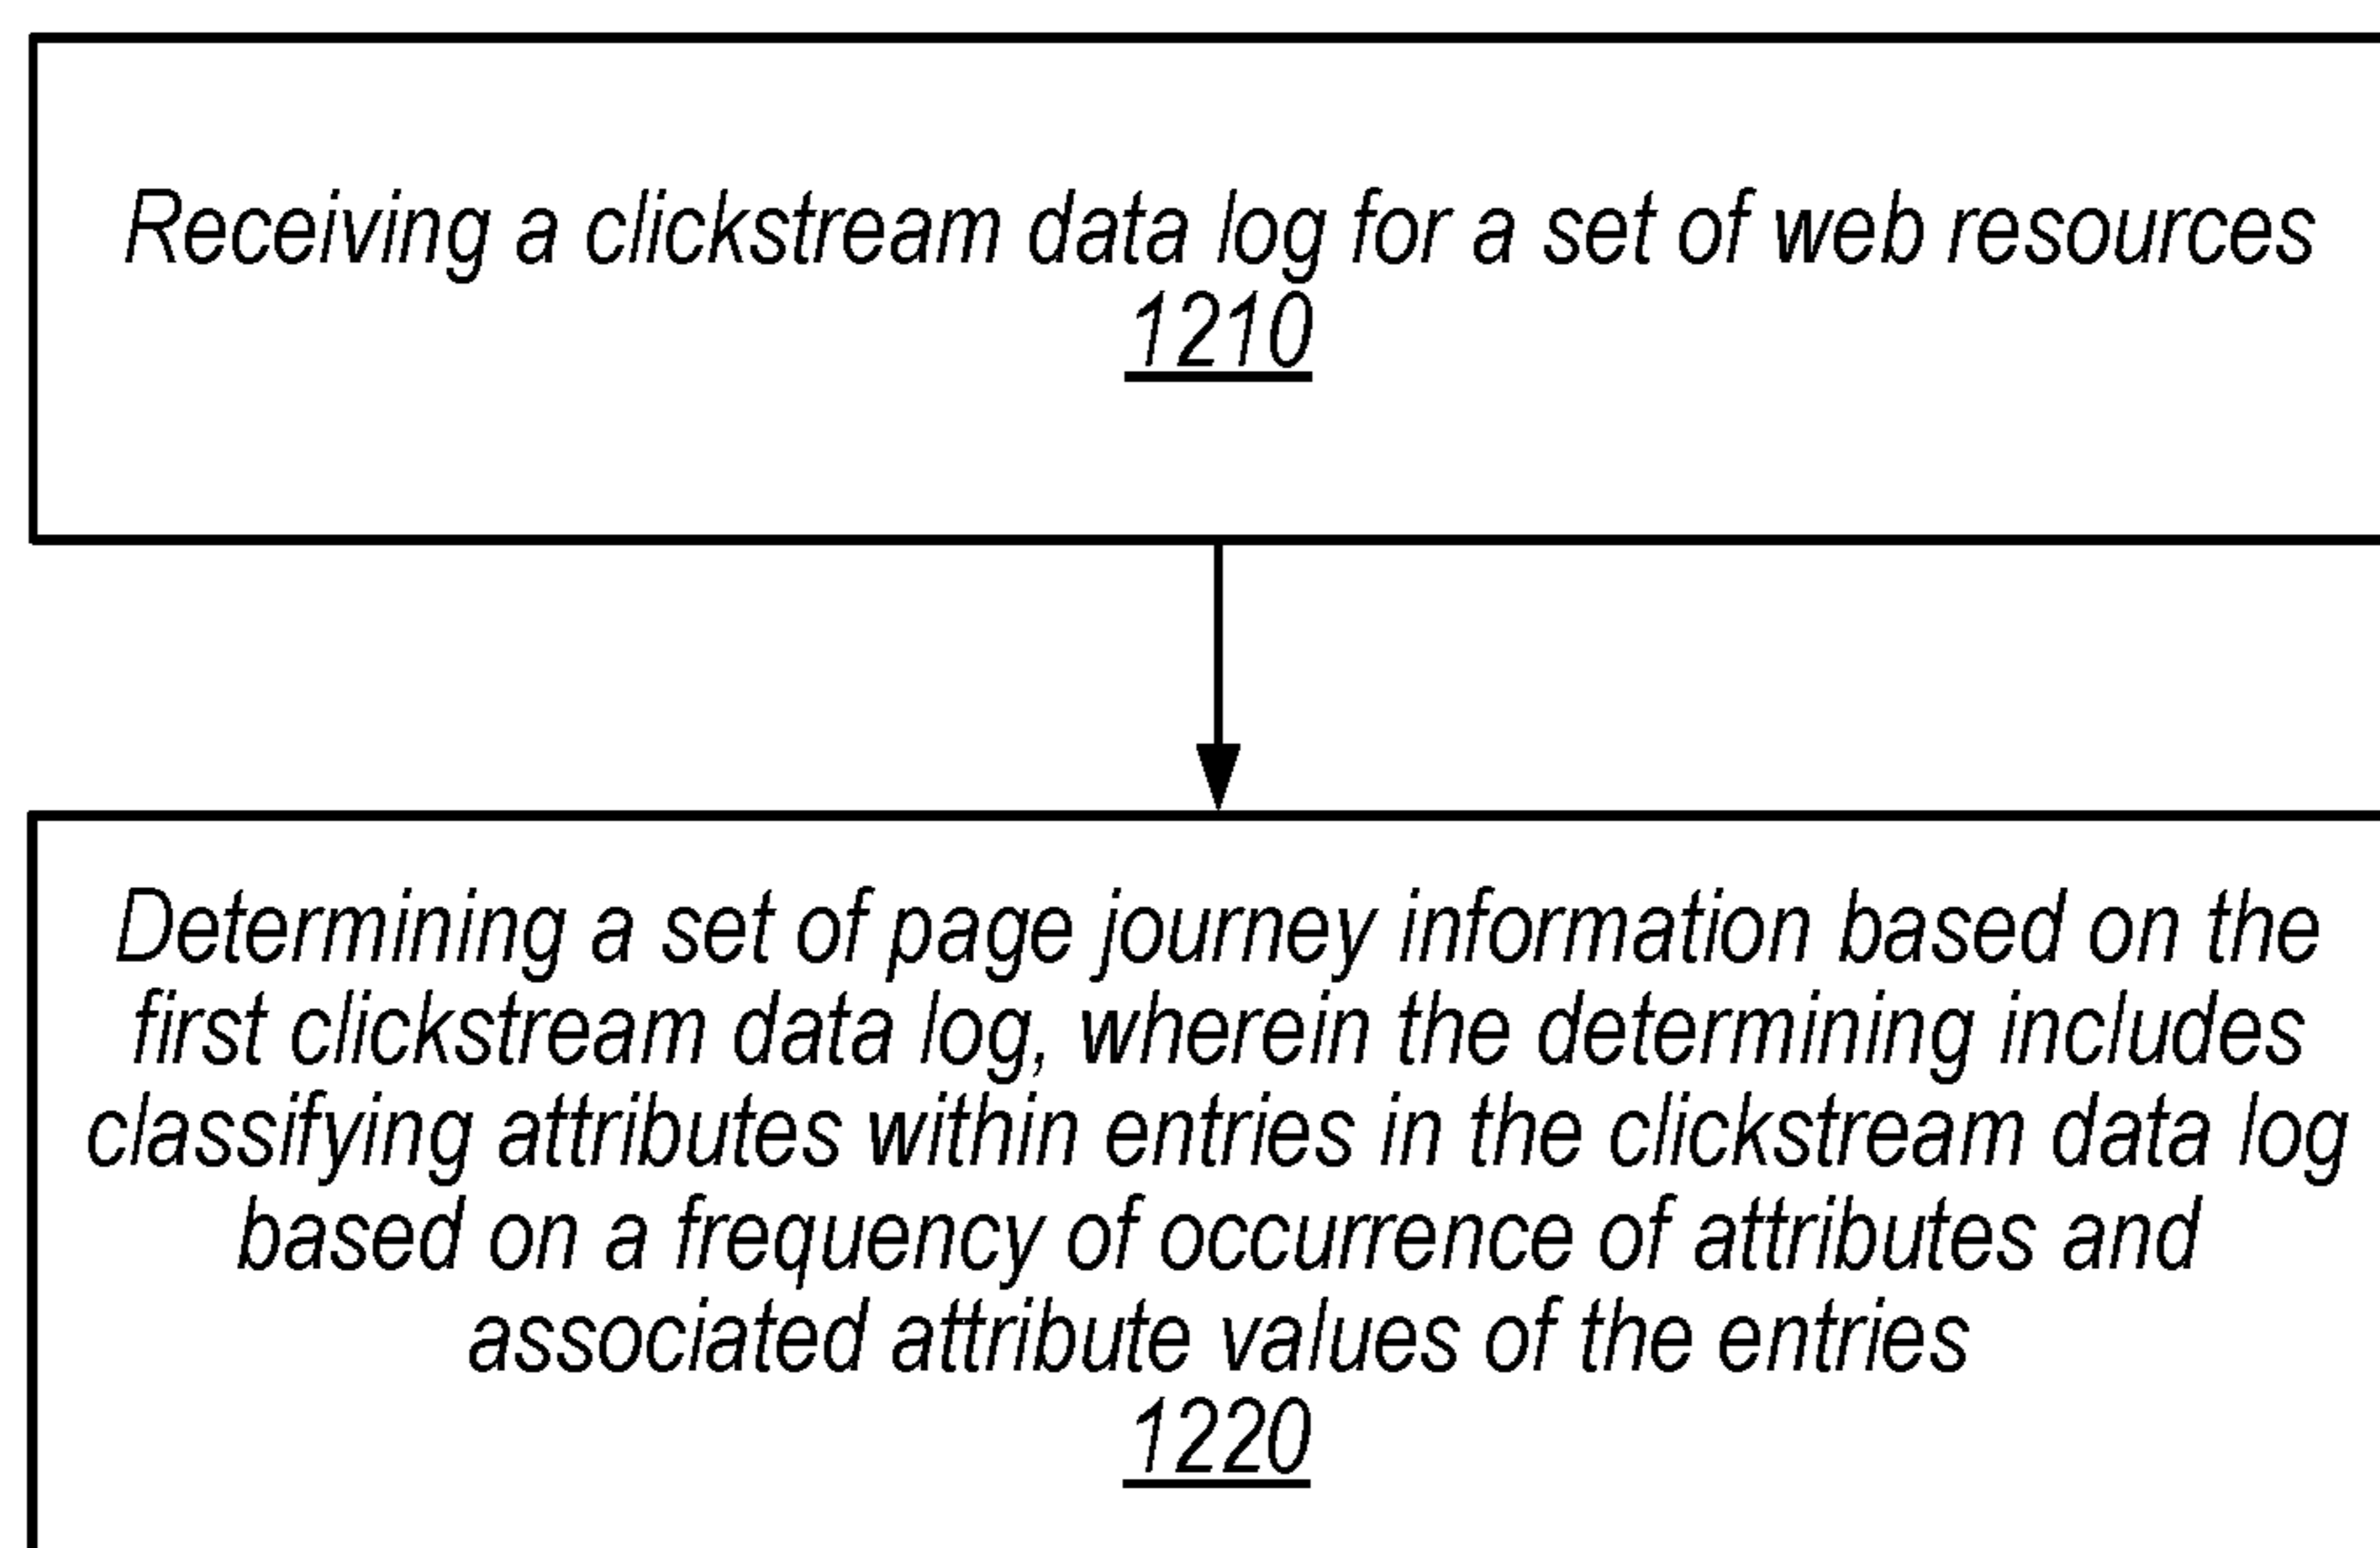 Receiving a clickstream data log for a set of web resources
1210
Determining a set of page journey information based on the
first clickstream data log, wherein the determining includes
classifying attributes within entries in the clickstream data log
based on a frequency of occurrence of attributes and
associated attribute values of the entries
1220